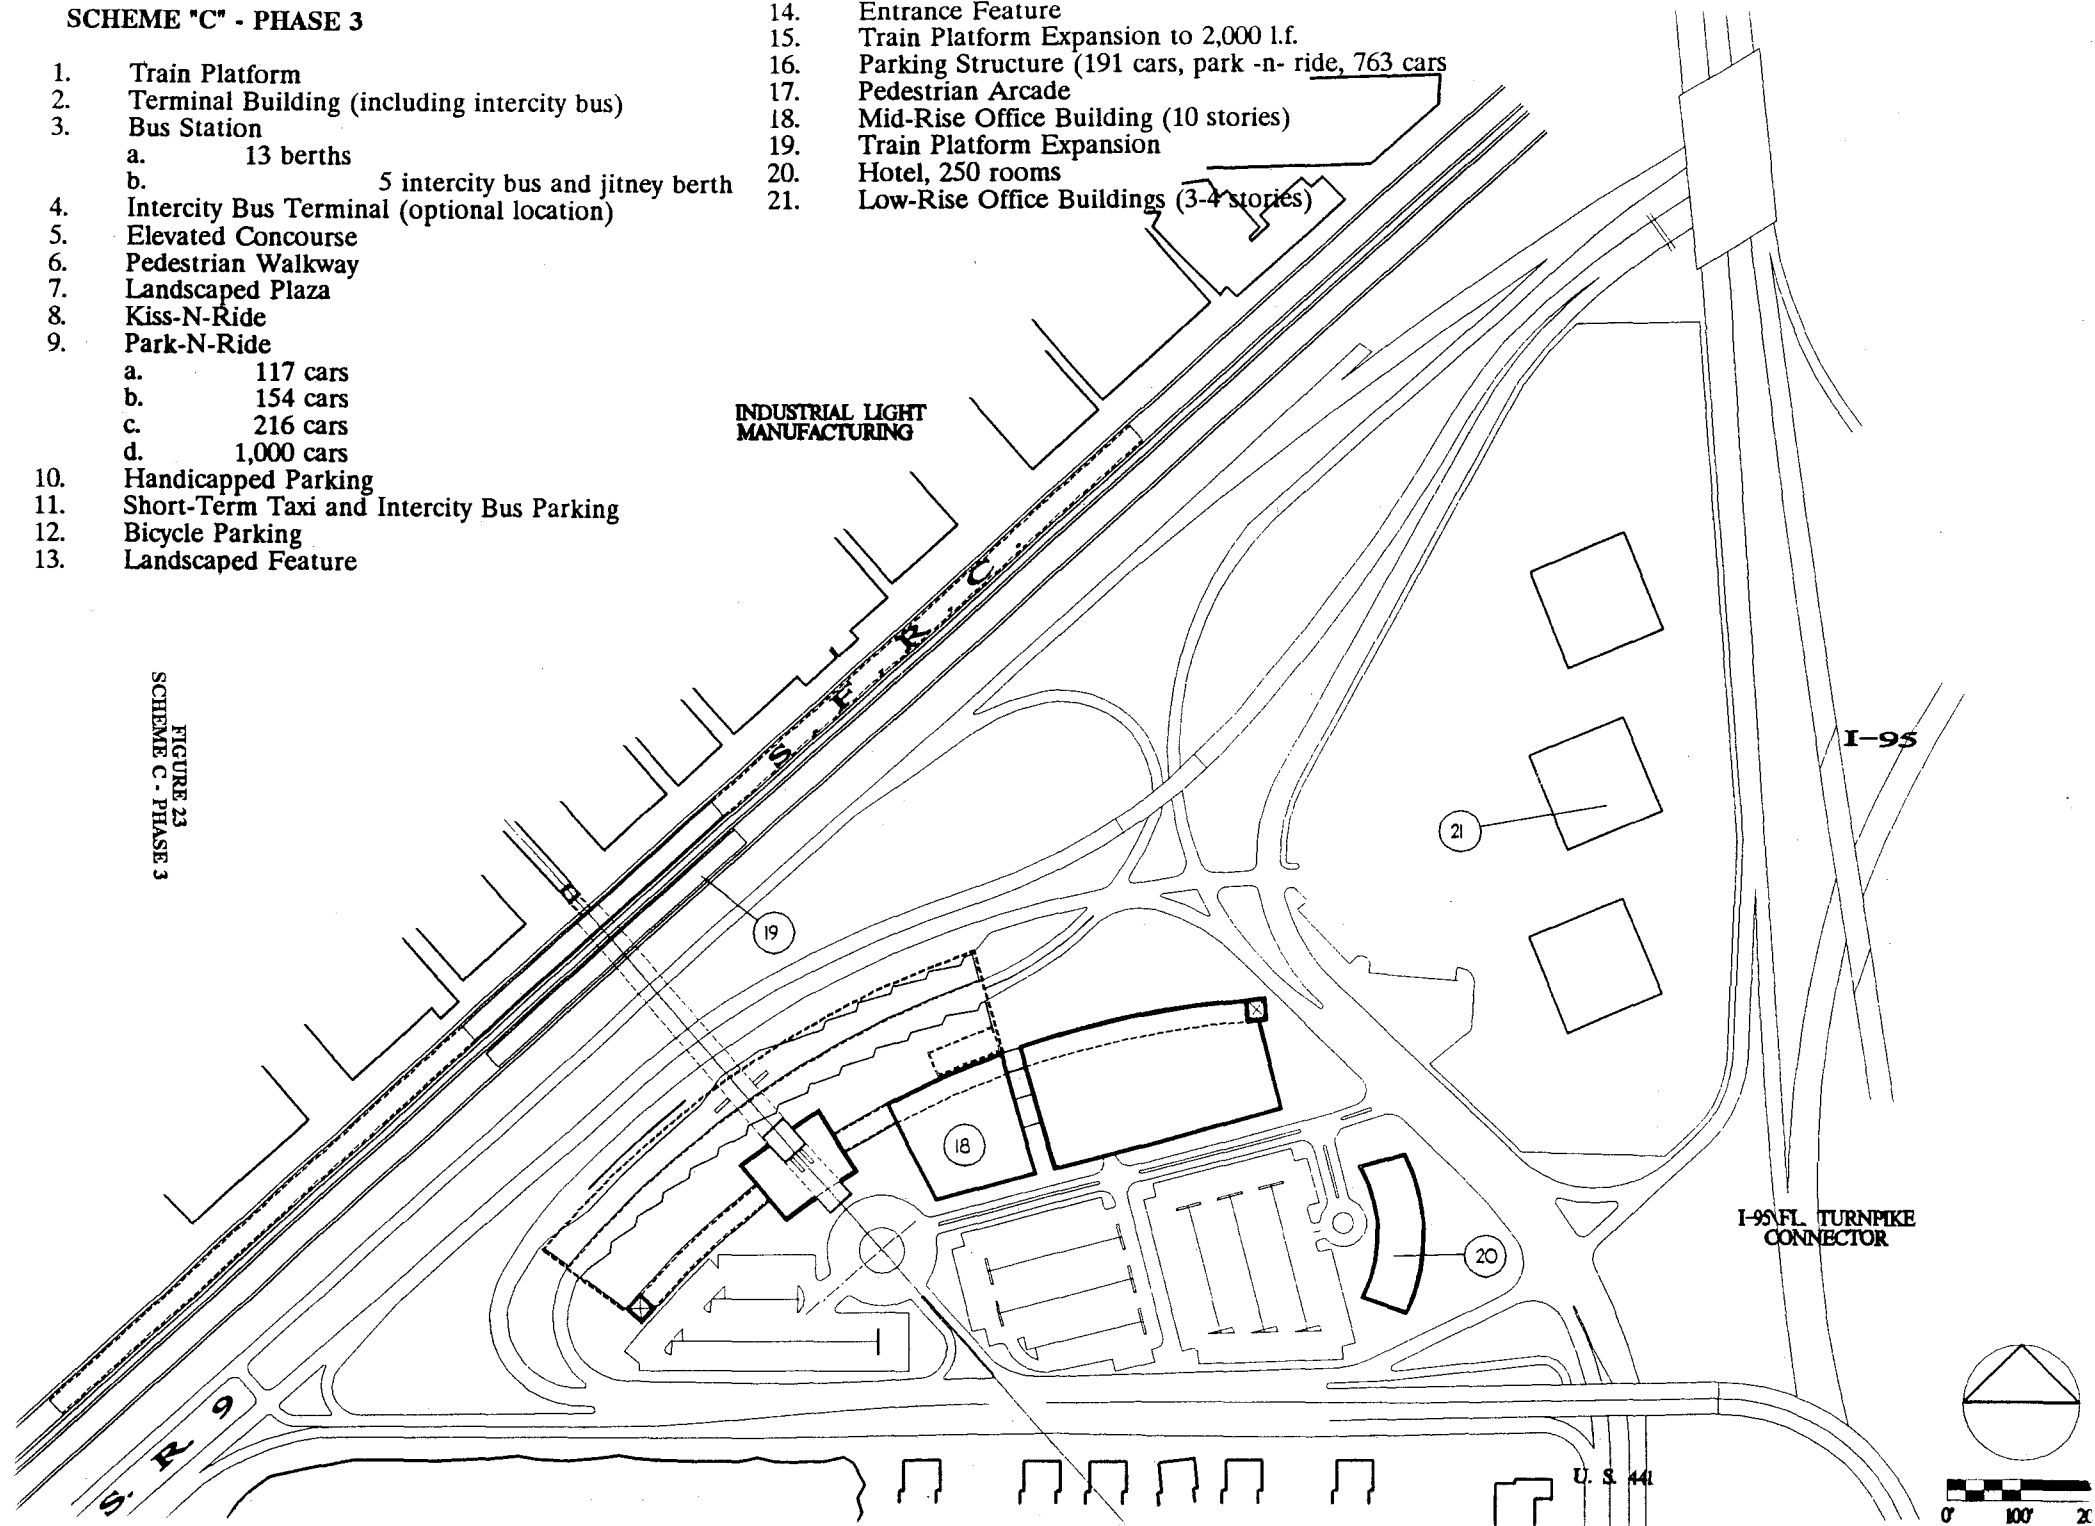 SCHEME "C" - PHASE 3
1. Train Platform
2. Terminal Building (including intercity bus)
3. Bus Station
a. 13 berths
b. 5 intercity bus and jitney berth
4. Intercity Bus Terminal (optional location)
5. Elevated Concourse
6. Pedestrian Walkway
7. Landscaped Plaza
8. Kiss-N-Ride
9. Park-N-Ride
a. 117 cars
b. 154 cars
c. 216 cars
d. 1,000 cars
10. Handicapped Parking
11. Short-Term Taxi and Intercity Bus Parking
12. Bicycle Parking
13. Landscaped Feature
14. Entrance Feature
15. Train Platform Expansion to 2,000 l.f.
16. Parking Structure (191 cars, park -n- ride, 763 cars
17. Pedestrian Arcade
18. Mid-Rise Office Building (10 stories)
19. Train Platform Expansion
20. Hotel, 250 rooms
21. Low-Rise Office Buildings (3-4 stories)
INDUSTRIAL LIGHT
MANUFACTURING
S. F. R. C.
FIGURE 23
SCHEME C - PHASE 3
I-95
21
19
18
20
I-95\FL. TURNPIKE
CONNECTOR
S. R. 9
U. S. 441
0' 100' 20